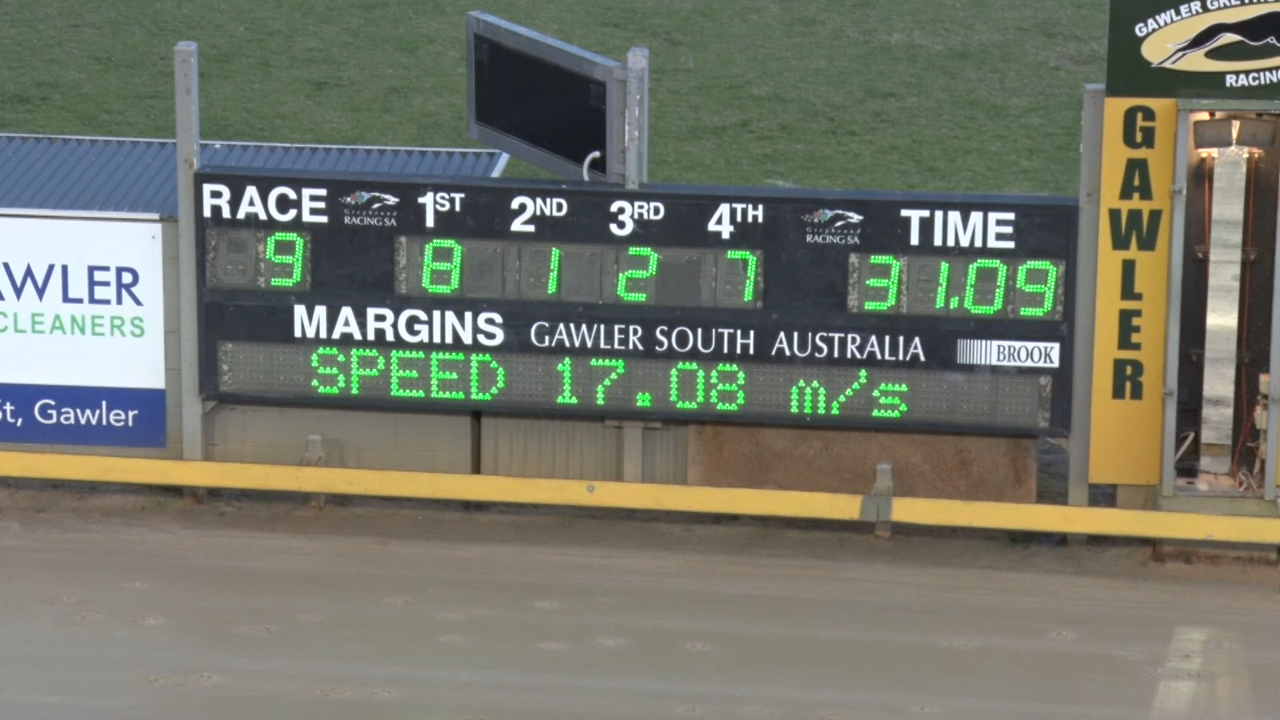 GAWLER GREYHO
RACING
GAWLER
RACE Greyhound RACING SA 1ST 2ND 3RD 4TH Greyhound RACING SA TIME
9 8 1 2 7 31.09
MARGINS GAWLER SOUTH AUSTRALIA BROOK
SPEED 17.08 m/s
AWLER
CLEANERS
St, Gawler